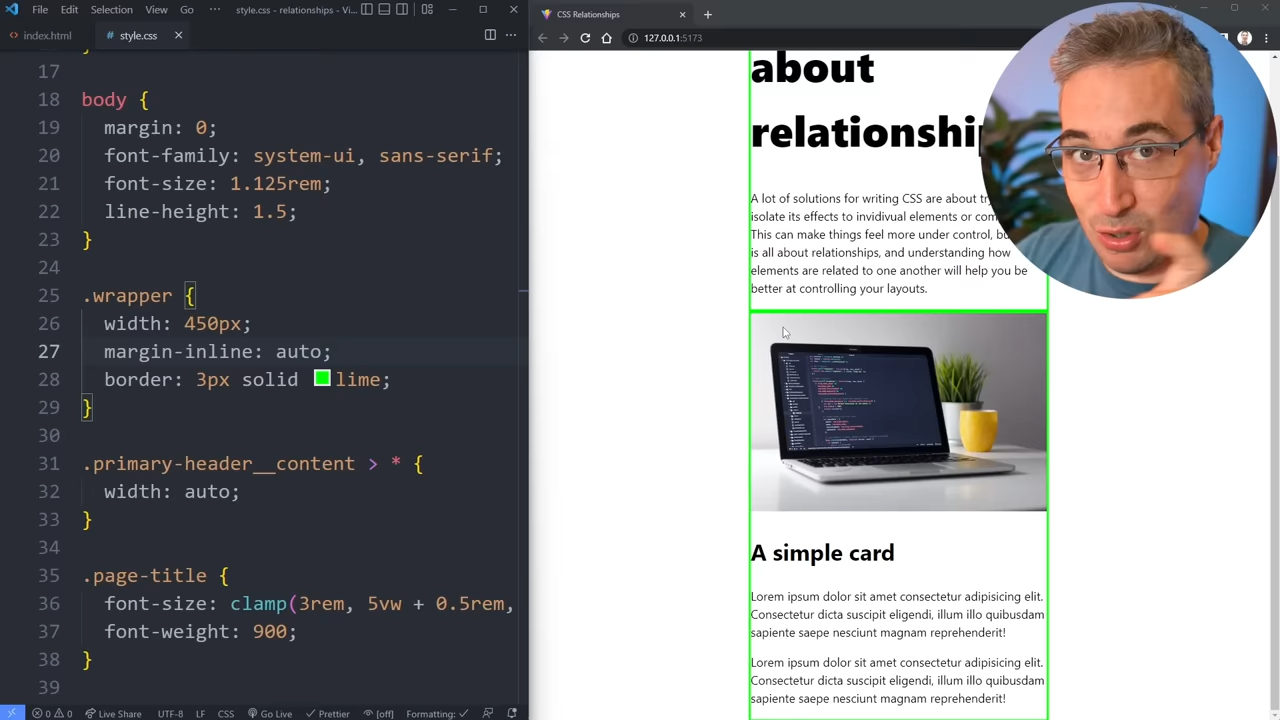 File Edit Selection View Go ··· style.css - relationships - Vi...
index.html
# style.css
17 }
18 body {
19 margin: 0;
20 font-family: system-ui, sans-serif;
21 font-size: 1.125rem;
22 line-height: 1.5;
23 }
24
25 .wrapper {
26 width: 450px;
27 margin-inline: auto;
28 border: 3px solid lime;
29 }
30
31 .primary-header__content > * {
32 width: auto;
33 }
34
35 .page-title {
36 font-size: clamp(3rem, 5vw + 0.5rem,
37 font-weight: 900;
38 }
39
0 0 Live Share UTF-8 LF CSS Go Live Prettier [off] Formatting:
CSS Relationships
127.0.0.1:5173
about
relationship
A lot of solutions for writing CSS are about
isolate its effects to invidivual elements or
This can make things feel more under control,
is all about relationships, and understanding how
elements are related to one another will help you be
better at controlling your layouts.
A simple card
Lorem ipsum dolor sit amet consectetur adipisicing elit.
Consectetur dicta suscipit eligendi, illum illo quibusdam
sapiente saepe nesciunt magnam reprehenderit!
Lorem ipsum dolor sit amet consectetur adipisicing elit.
Consectetur dicta suscipit eligendi, illum illo quibusdam
sapiente saepe nesciunt magnam reprehenderit!